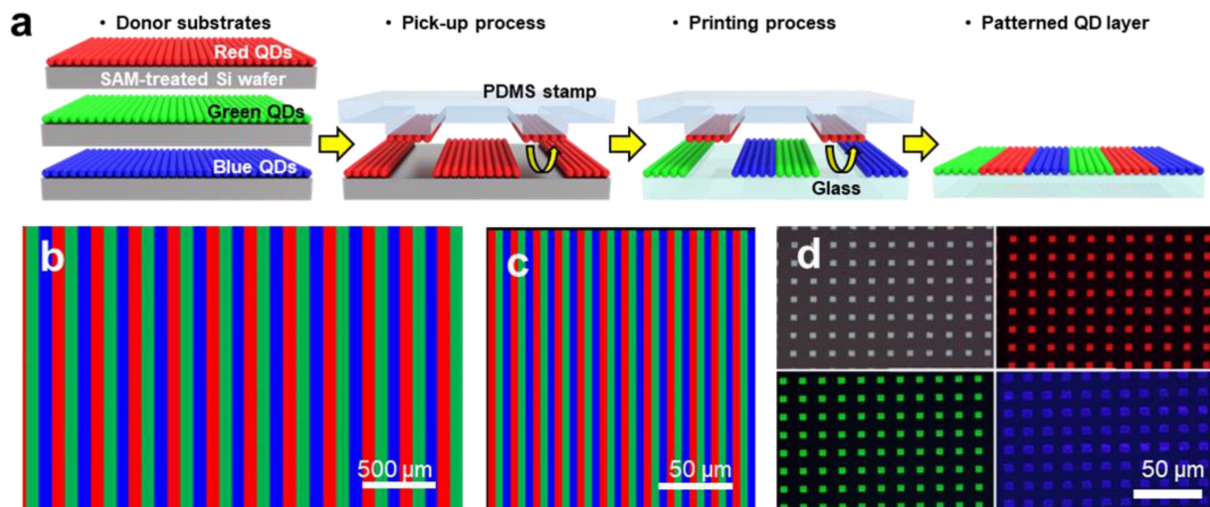 a
• Donor substrates
• Pick-up process
• Printing process
• Patterned QD layer
Red QDs
SAM-treated Si wafer
Green QDs
Blue QDs
PDMS stamp
Glass
b
500 µm
c
50 µm
d
50 µm